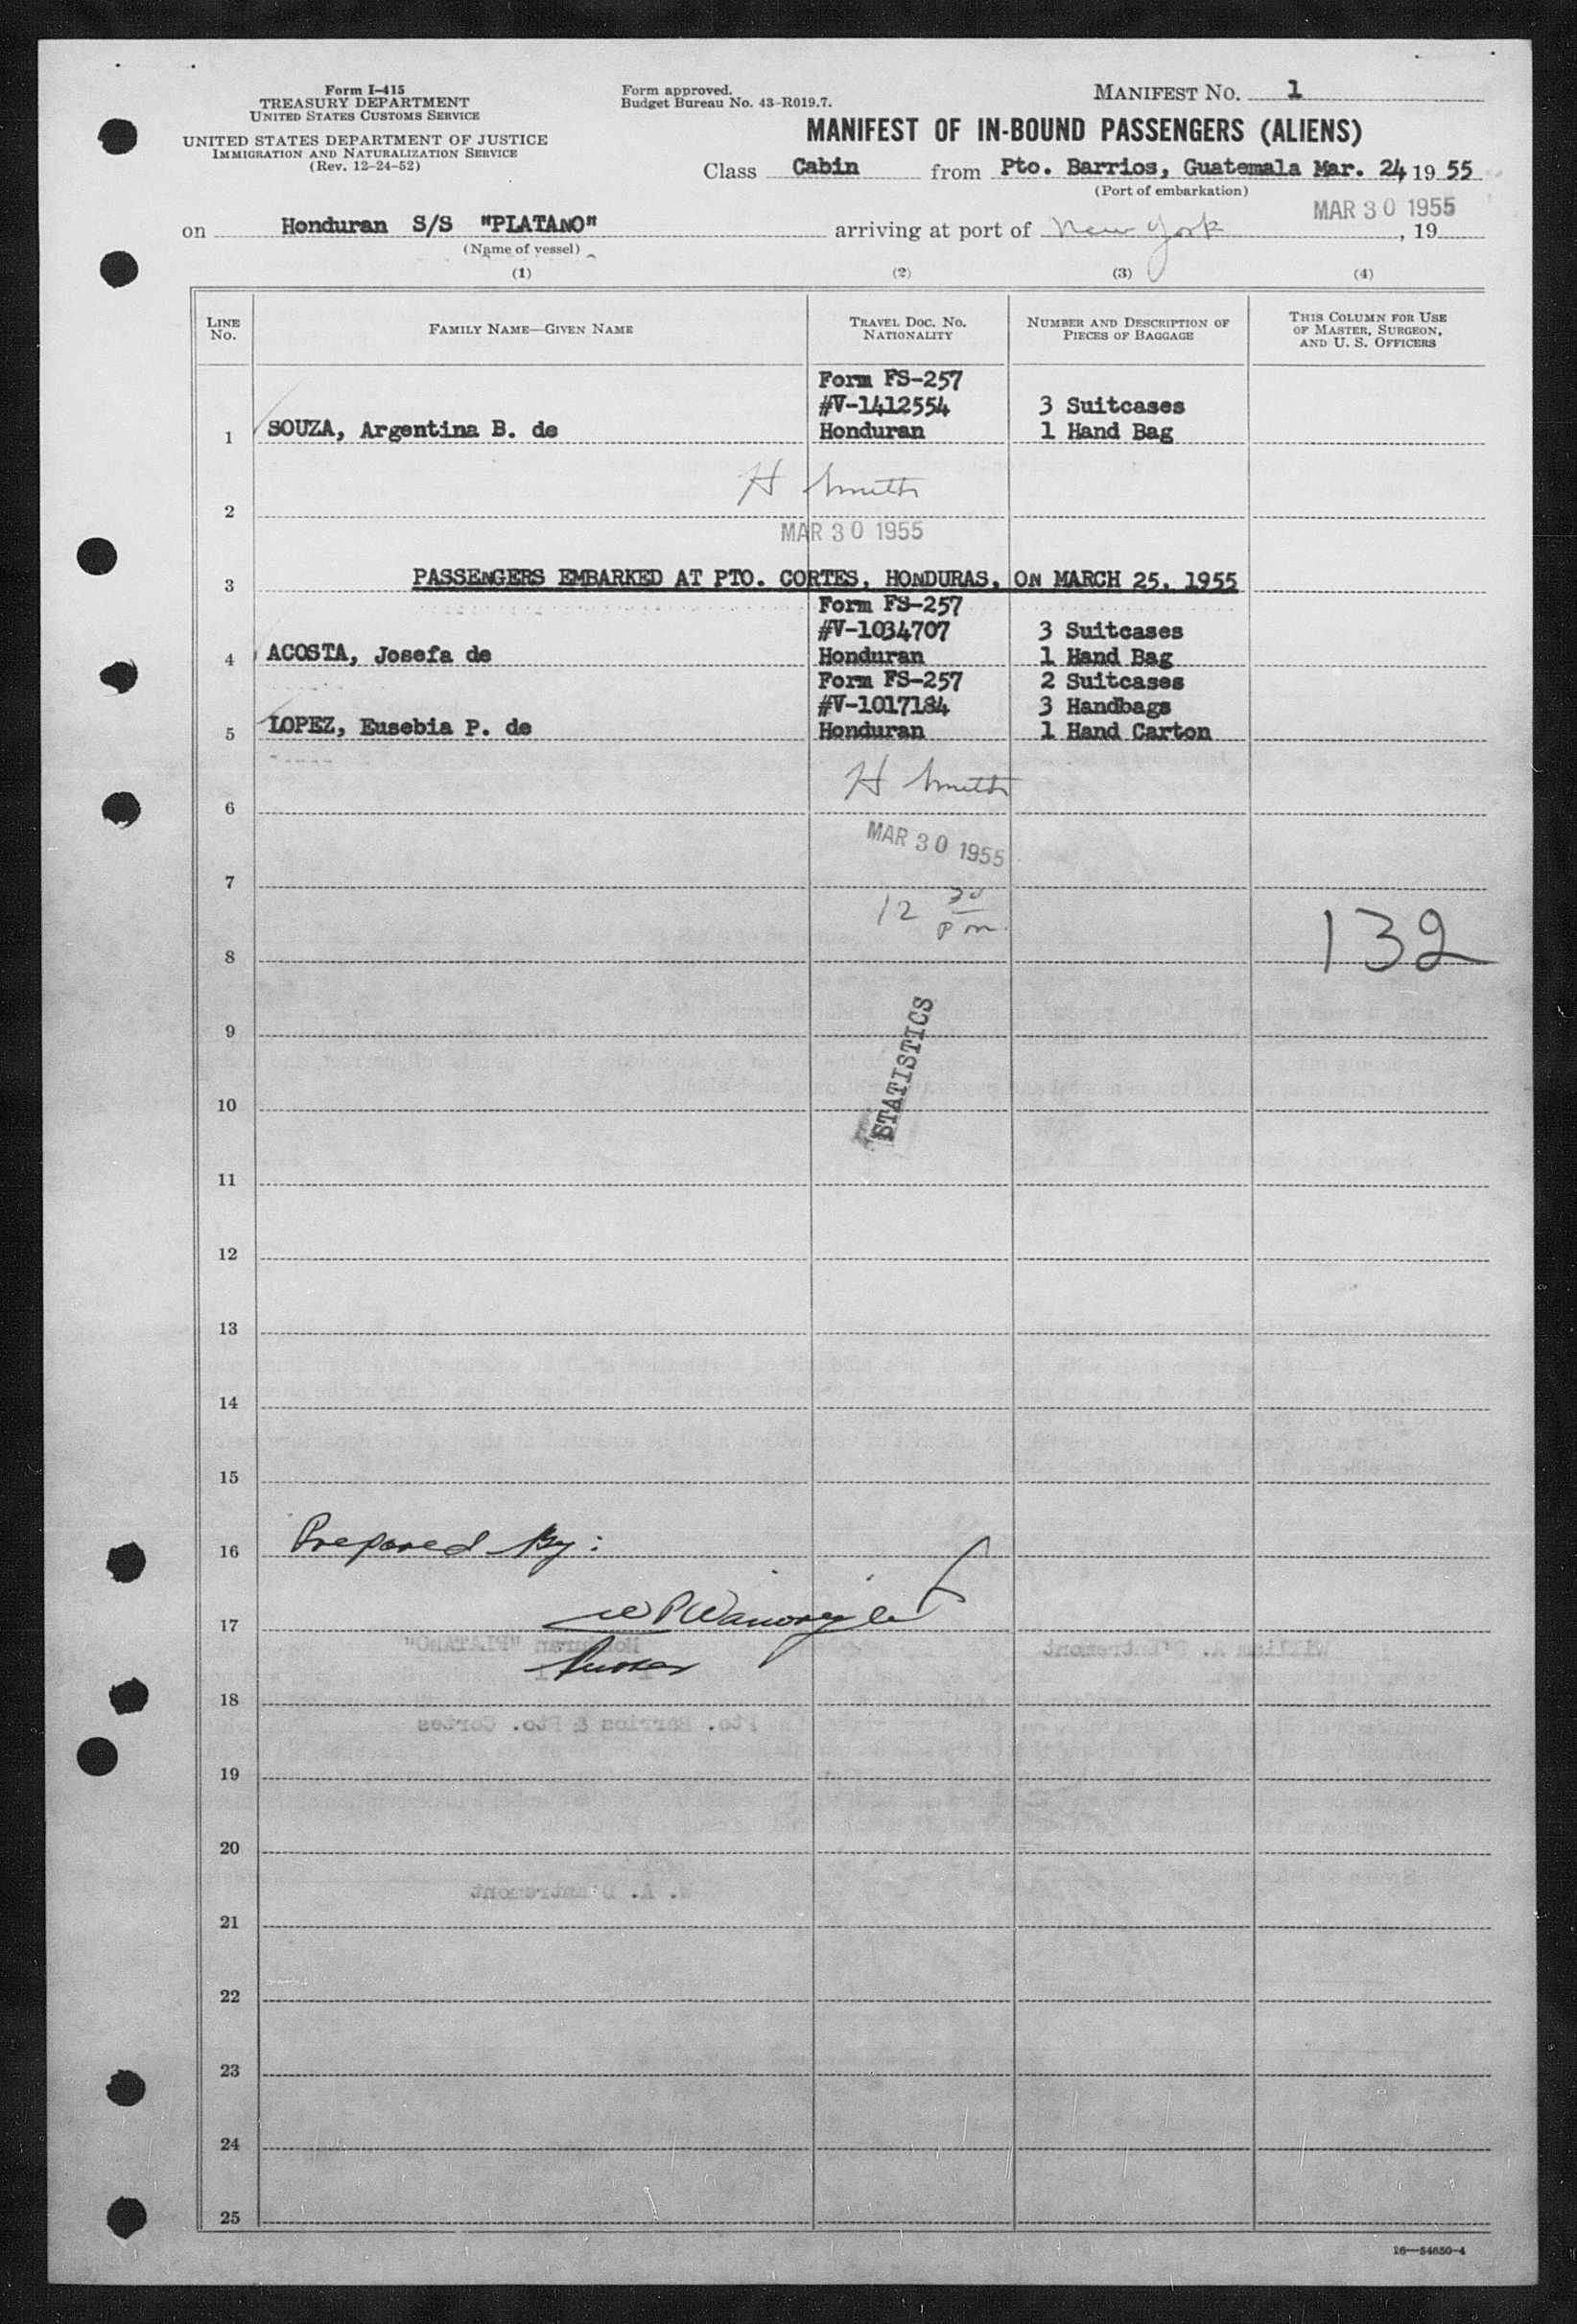 Form I-415
TREASURY DEPARTMENT
UNITED STATES CUSTOMS SERVICE
UNITED STATES DEPARTMENT OF JUSTICE
IMMIGRATION AND NATURALIZATION SERVICE
(Rev. 12-24-52)
Form approved.
Budget Bureau No. 43-R019.7.
MANIFEST NO. 1
MANIFEST OF IN-BOUND PASSENGERS (ALIENS)
Class Cabin from Pto. Barrios, Guatemala Mar. 24 19 55
(Port of embarkation)
MAR 30 1955
on Honduran S/S "PLATANO" arriving at port of New York, 19
(Name of vessel)
(1) (2) (3) (4)
LINE NO. FAMILY NAME—GIVEN NAME TRAVEL DOC. NO. NATIONALITY NUMBER AND DESCRIPTION OF PIECES OF BAGGAGE THIS COLUMN FOR USE OF MASTER, SURGEON, AND U. S. OFFICERS
Form FS-257
#V-1412554 3 Suitcases
1 SOUZA, Argentina B. de Honduran 1 Hand Bag
H Smith
2
MAR 30 1955
3 PASSENGERS EMBARKED AT PTO. CORTES, HONDURAS, ON MARCH 25, 1955
Form FS-257
#V-1034707 3 Suitcases
4 ACOSTA, Josefa de Honduran 1 Hand Bag
Form FS-257 2 Suitcases
#V-1017184 3 Handbags
5 LOPEZ, Eusebia P. de Honduran 1 Hand Carton
H Smith
6
MAR 30 1955
7
12 30 pm
8 132
9
STATISTICS
10
11
12
13
14
15
16 Prepared By:
17
Purser
18
19
20
21
22
23
24
25
16—54650-4